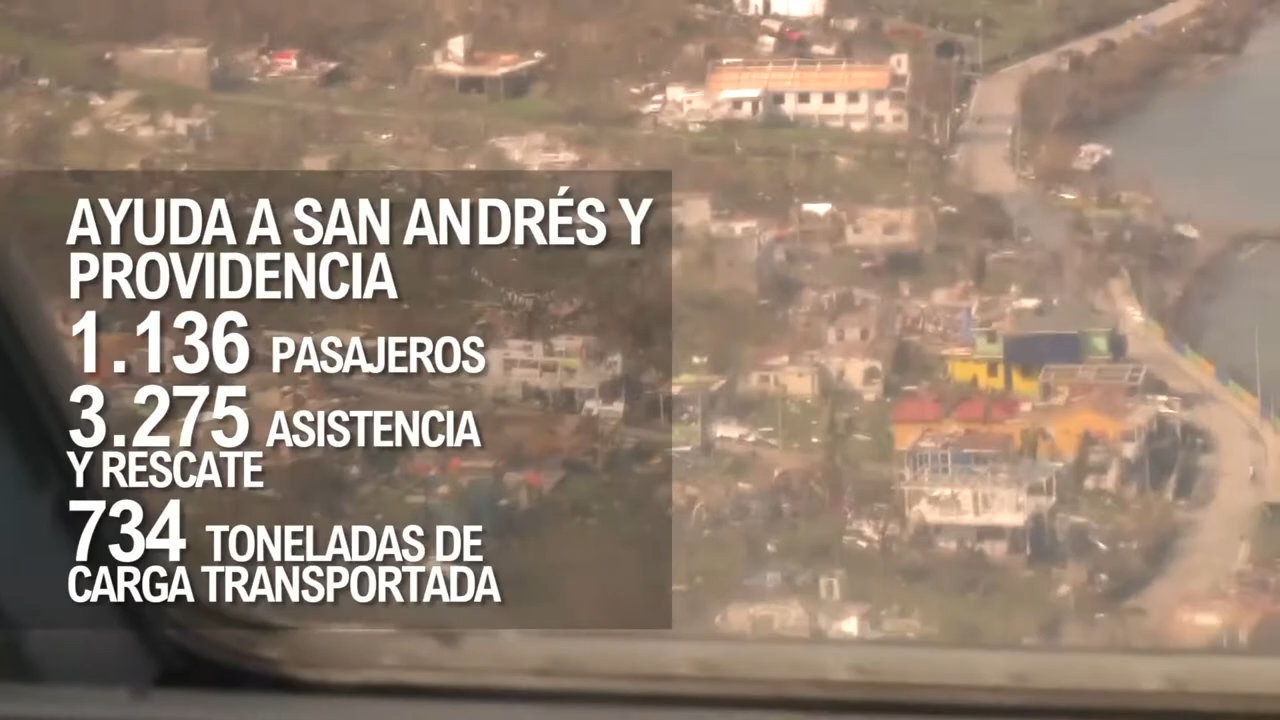 AYUDA A SAN ANDRÉS Y
PROVIDENCIA
1.136 PASAJEROS
3.275 ASISTENCIA
Y RESCATE
734 TONELADAS DE
CARGA TRANSPORTADA